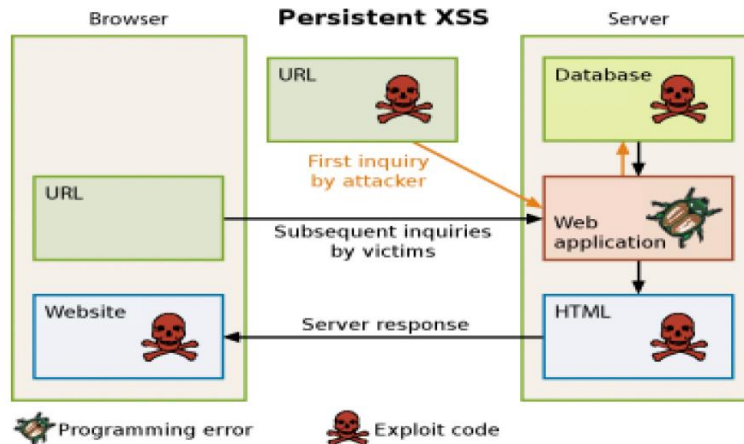 Browser
Persistent XSS
Server
URL
Database
First inquiry
by attacker
URL
Web
application
Subsequent inquiries
by victims
Website
Server response
HTML
Programming error
Exploit code